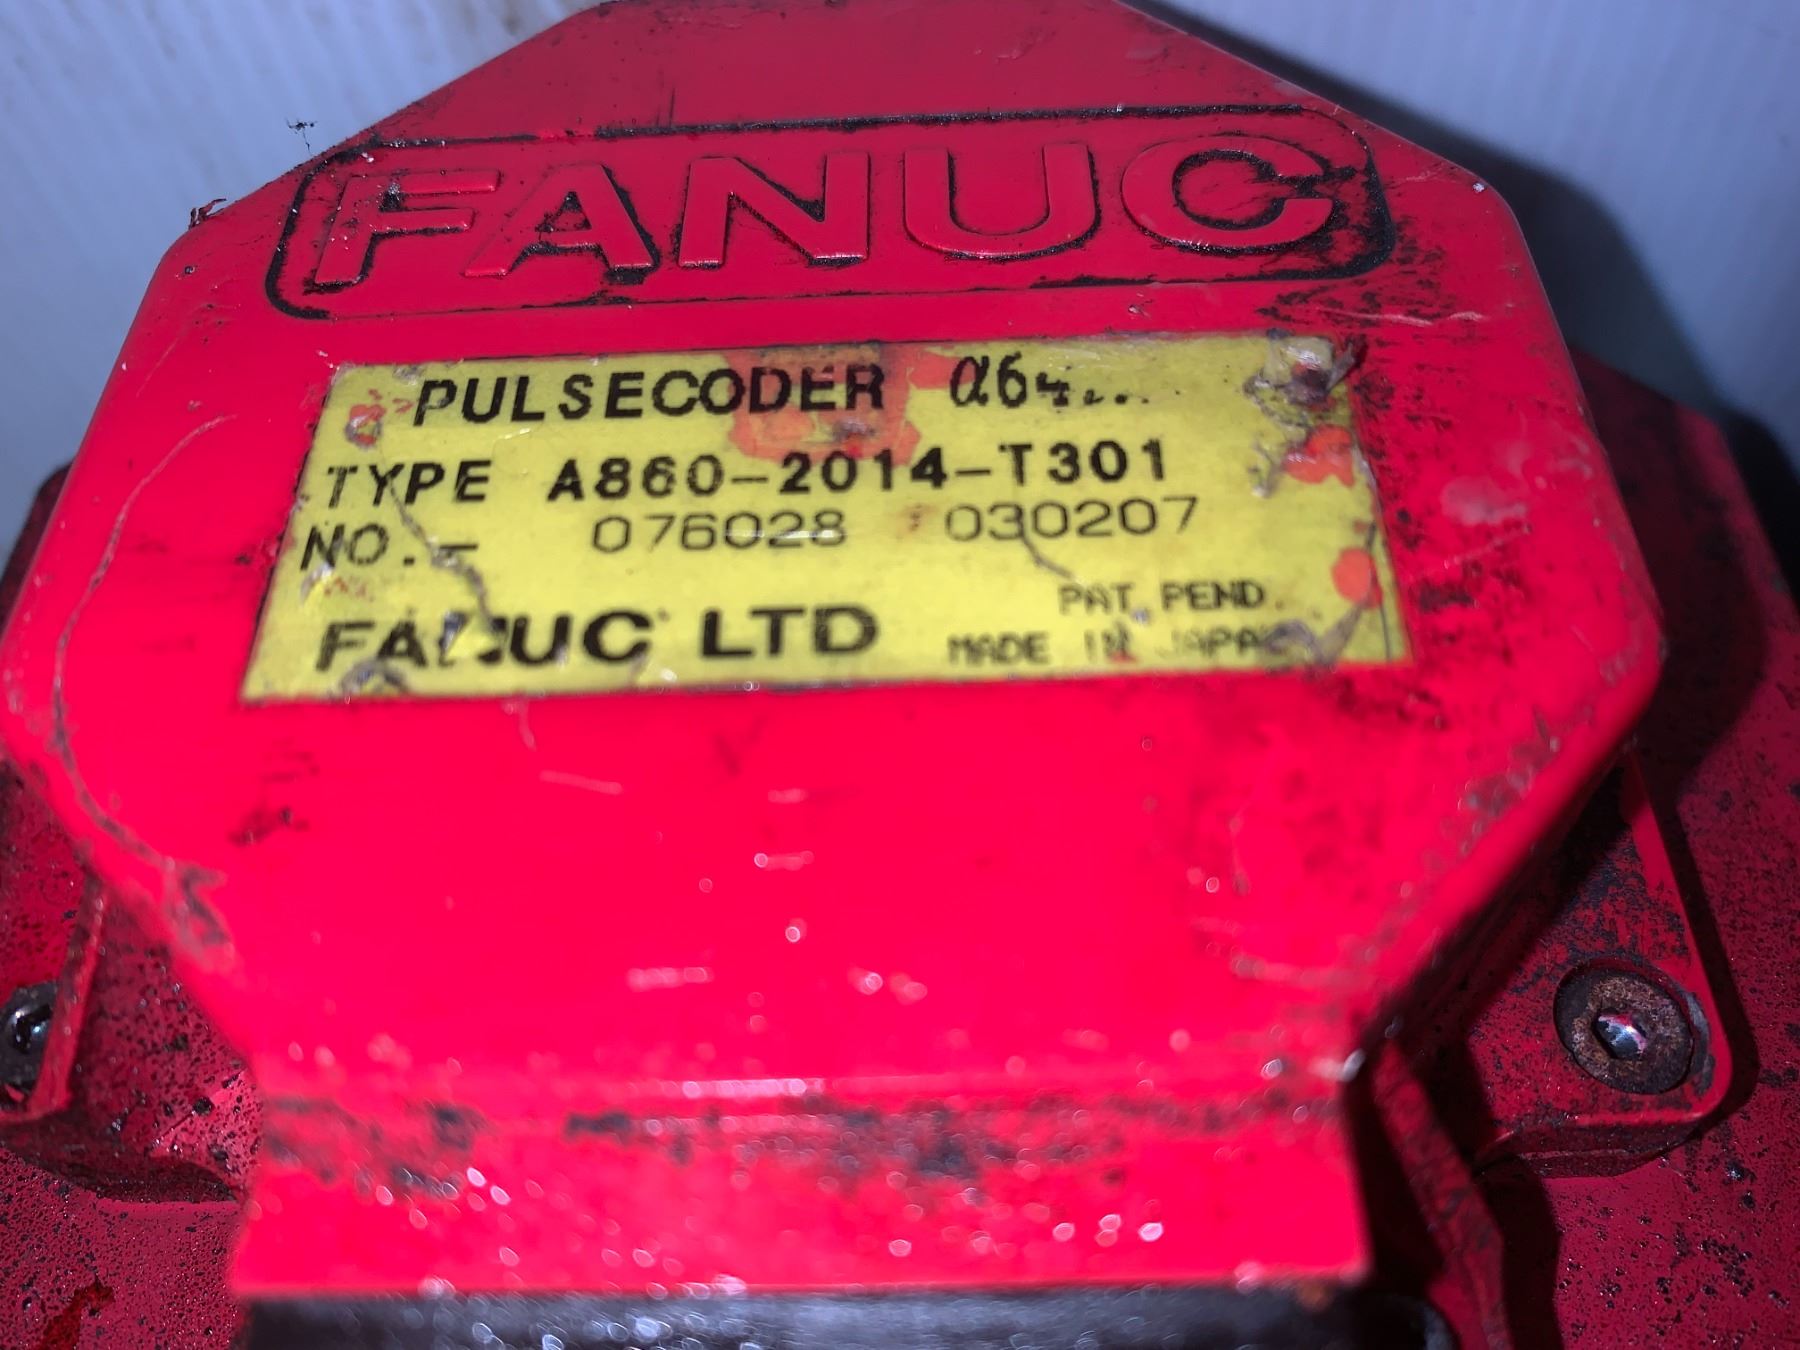 FANUC
PULSECODER α64
TYPE A860-2014-T301
NO.- 076028 030207
PAT. PEND.
FANUC LTD MADE IN JAPAN